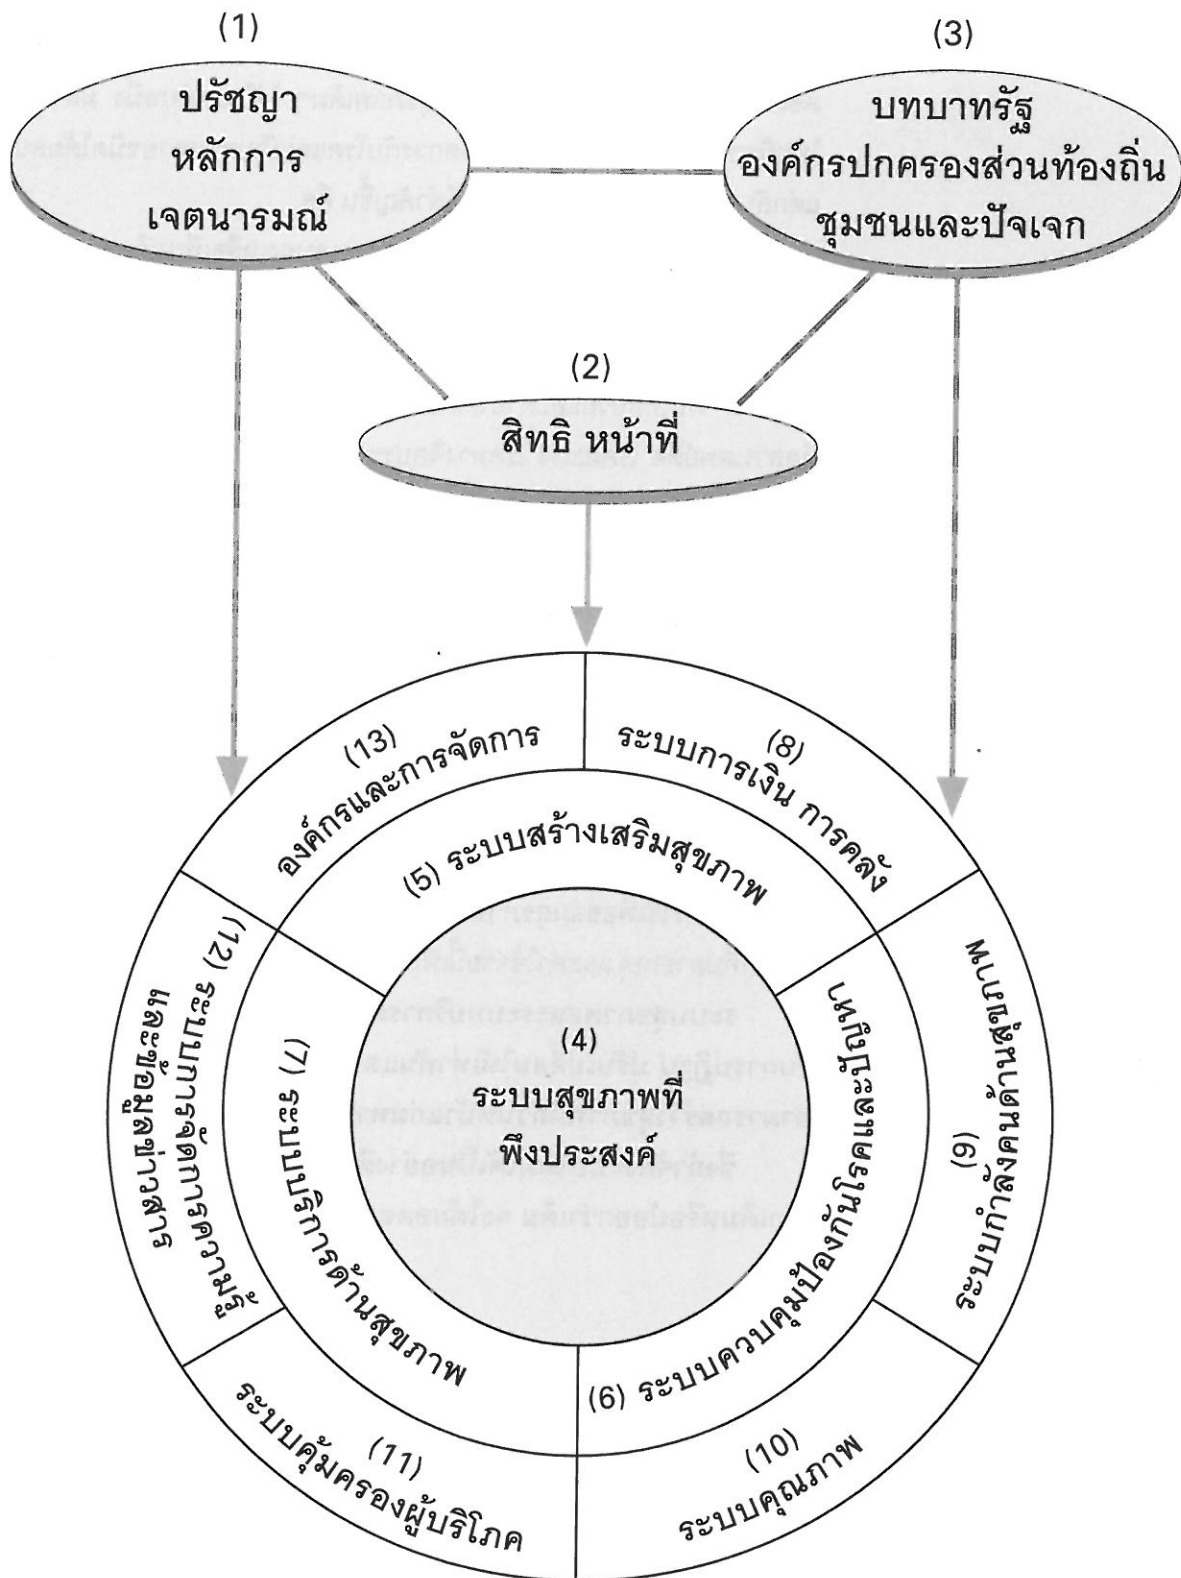 (1)
ปรัชญา
หลักการ
เจตนารมณ์
(3)
บทบาทรัฐ
องค์กรปกครองส่วนท้องถิ่น
ชุมชนและปัจเจก
(2)
สิทธิ หน้าที่
(13)
องค์กรและการจัดการ
(8)
ระบบการเงิน การคลัง
(5) ระบบสร้างเสริมสุขภาพ
(12) ระบบการจัดการความรู้
และข้อมูลข่าวสาร
(7) ระบบบริการด้านสุขภาพ
(4)
ระบบสุขภาพที่
พึงประสงค์
(6) ระบบควบคุมป้องกันโรคและปัญหา
ระบบกำลังคนด้านสุขภาพ
(9)
(11)
ระบบคุ้มครองผู้บริโภค
(10)
ระบบคุณภาพ